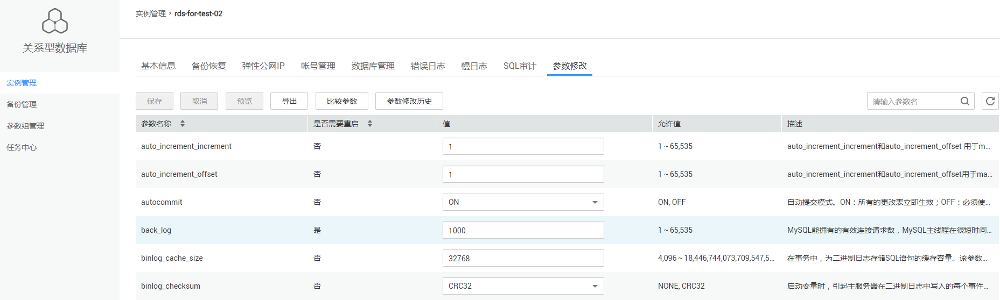 关系型数据库
实例管理
备份管理
参数组管理
任务中心
实例管理 › rds-for-test-02
基本信息 备份恢复 弹性公网IP 帐号管理 数据库管理 错误日志 慢日志 SQL审计 参数修改
保存 取消 预览 导出 比较参数 参数修改历史 请输入参数名
参数名称 是否需要重启 值 允许值 描述
auto_increment_increment 否 1 1 ~ 65,535 auto_increment_increment和auto_increment_offset 用于m...
auto_increment_offset 否 1 1 ~ 65,535 auto_increment_increment和auto_increment_offset用于ma...
autocommit 否 ON ON, OFF 自动提交模式。ON：所有的更改表立即生效；OFF：必须使...
back_log 是 1000 1 ~ 65,535 MySQL能拥有的有效连接请求数，MySQL主线程在很短时间...
binlog_cache_size 否 32768 4,096 ~ 18,446,744,073,709,547,5... 在事务中，为二进制日志存储SQL语句的缓存容量。该参数...
binlog_checksum 否 CRC32 NONE, CRC32 启动变量时，引起主服务器在二进制日志中写入的每个事件...